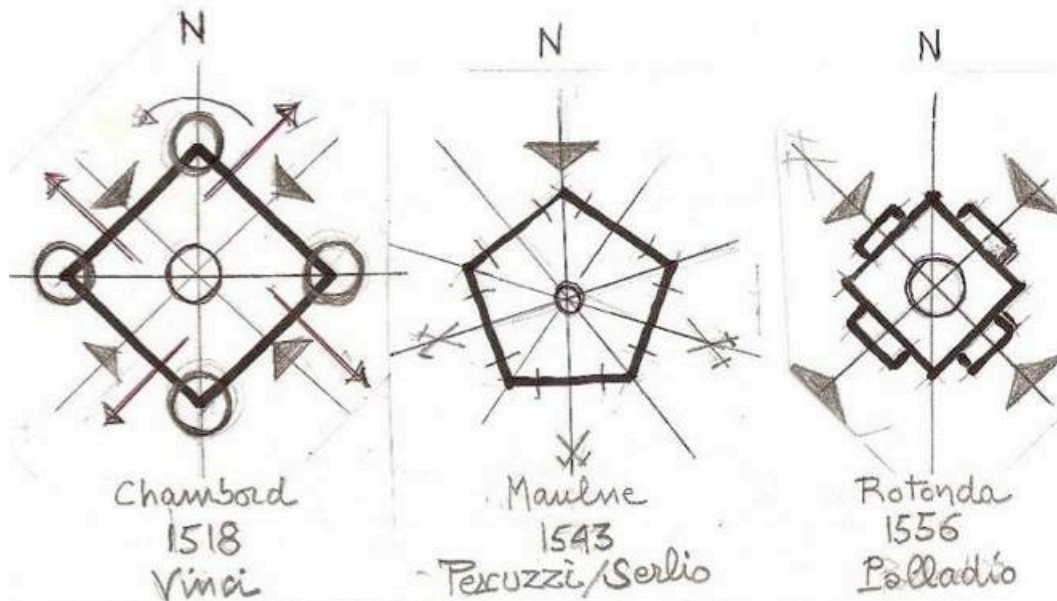 N
N
N
Chambord
1518
Vinci
Maulne
1543
Peruzzi/Serlio
Rotonda
1556
Palladio